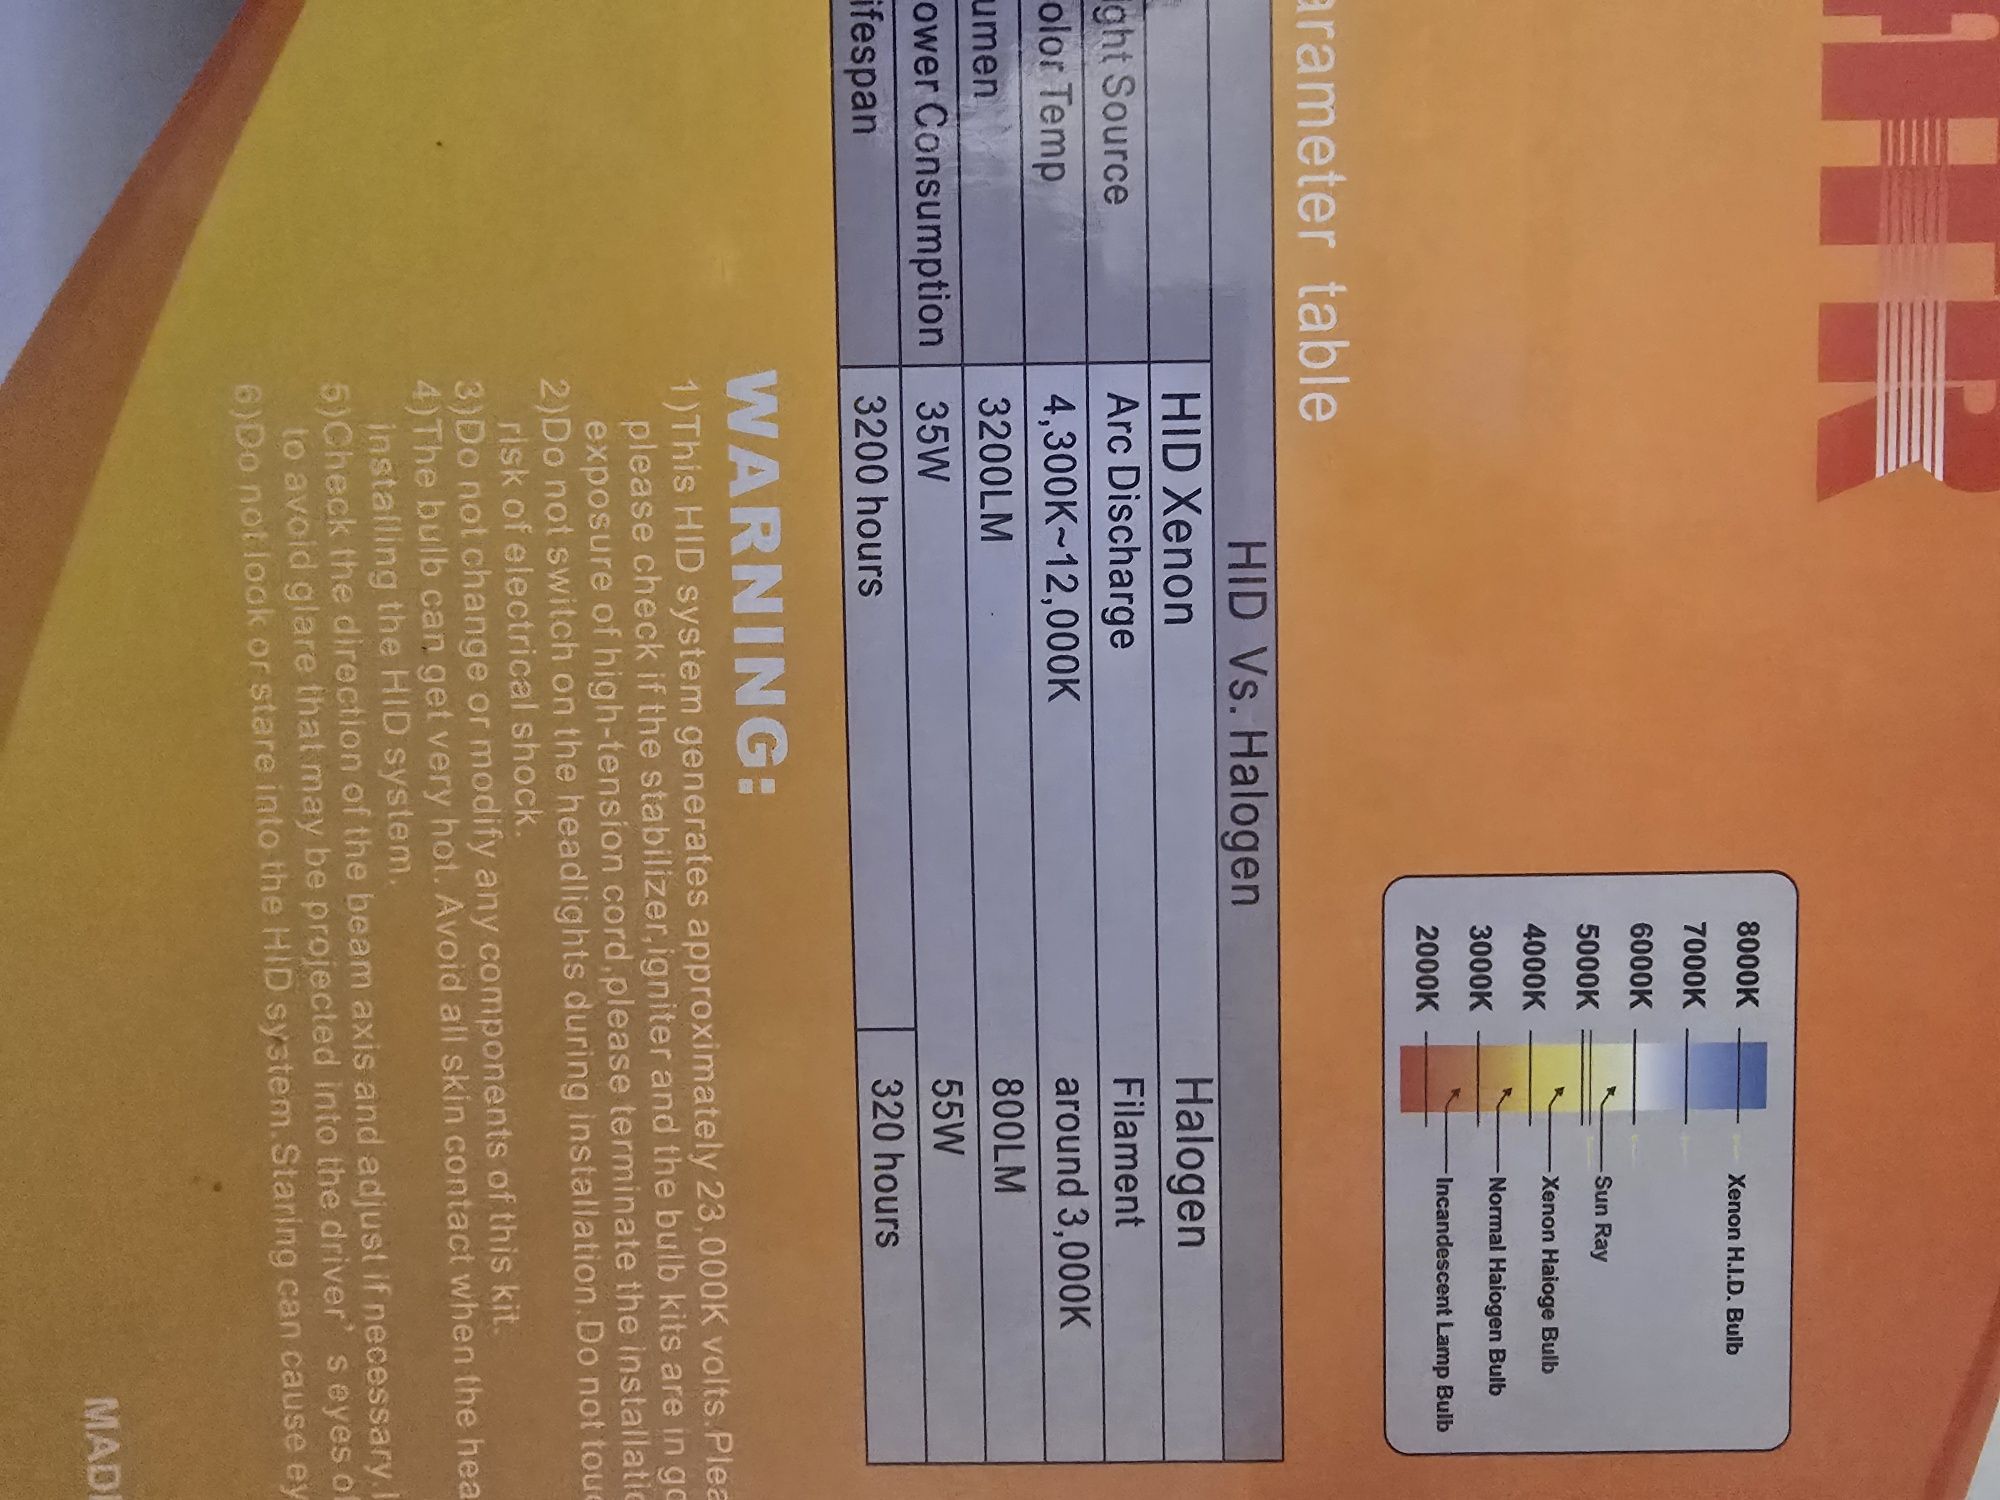 arameter table
8000K Xenon H.I.D. Bulb
7000K
6000K
5000K Sun Ray
4000K Xenon Haioge Bulb
3000K Normal Haiogen Bulb
2000K Incandescent Lamp Bulb
HID Vs. Halogen
HID Xenon Halogen
ght Source Arc Discharge Filament
olor Temp 4,300K~12,000K around 3,000K
umen 3200LM 800LM
ower Consumption 35W 55W
ifespan 3200 hours 320 hours
WARNING:
1)This HID system generates approximately 23,000K volts.Plea
please check if the stabilizer,igniter and the bulb kits are in go
exposure of high-tension cord,please terminate the installatio
2)Do not switch on the headlights during installation.Do not touc
risk of electrical shock.
3)Do not change or modify any components of this kit.
4)The bulb can get very hot. Avoid all skin contact when the hea
installing the HID system.
5)Check the direction of the beam axis and adjust if necessary.I
to avoid glare that may be projected into the driver's eyes of
6)Do not look or stare into the HID system.Staring can cause ey
MADE